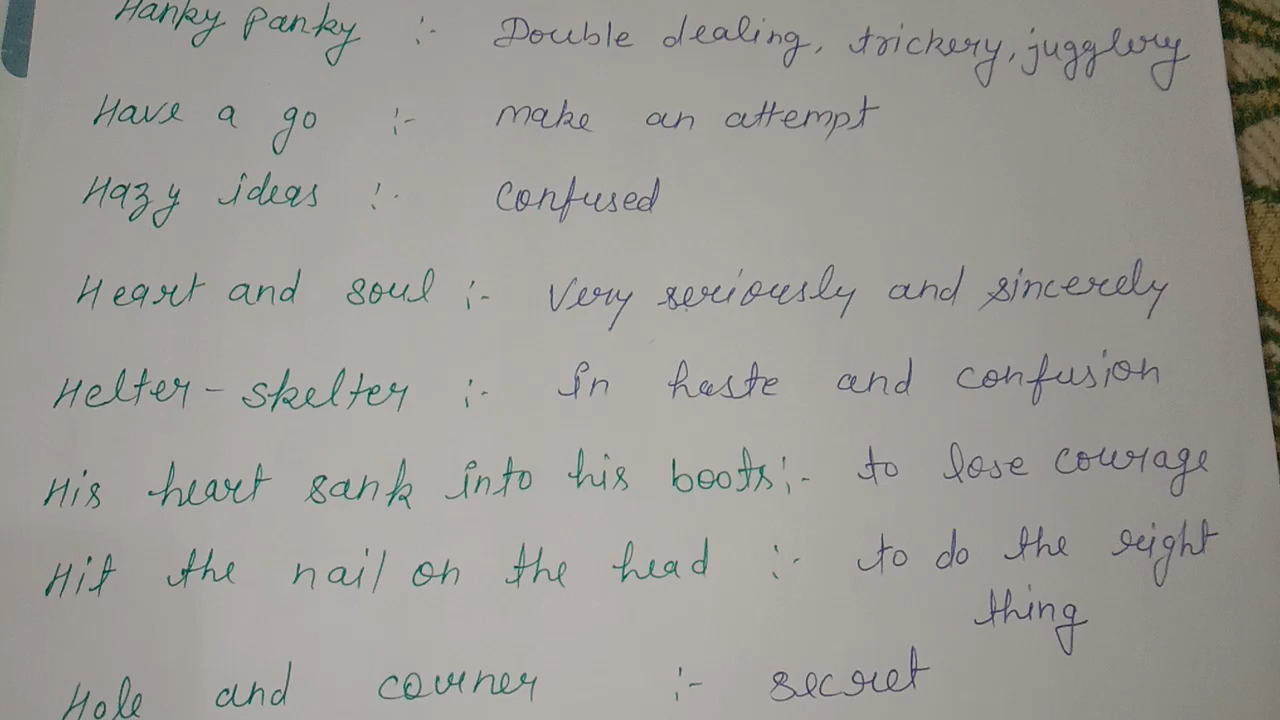 Hanky panky :- Double dealing, trickery, jugglery
Have a go :- make an attempt
Hazy ideas :- Confused
Heart and soul :- Very seriously and sincerely
Helter-skelter :- In haste and confusion
His heart sank into his boots :- to lose courage
Hit the nail on the head :- to do the right
thing
Hole and corner :- secret